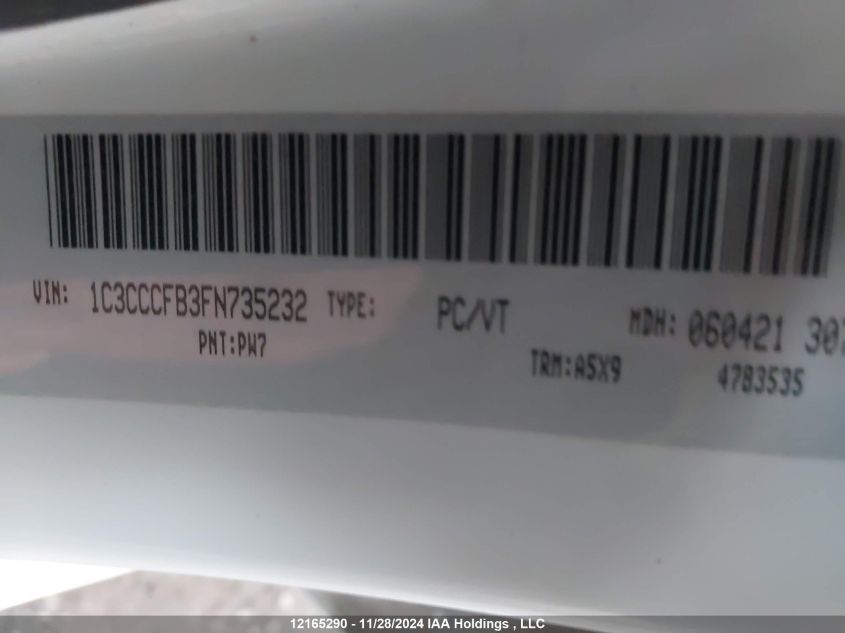 VIN: 1C3CCCFB3FN735232 TYPE: PC/VT MDH: 060421 307
PNT:PW7 TRM:A5X9 4783535
12165290 - 11/28/2024 IAA Holdings , LLC